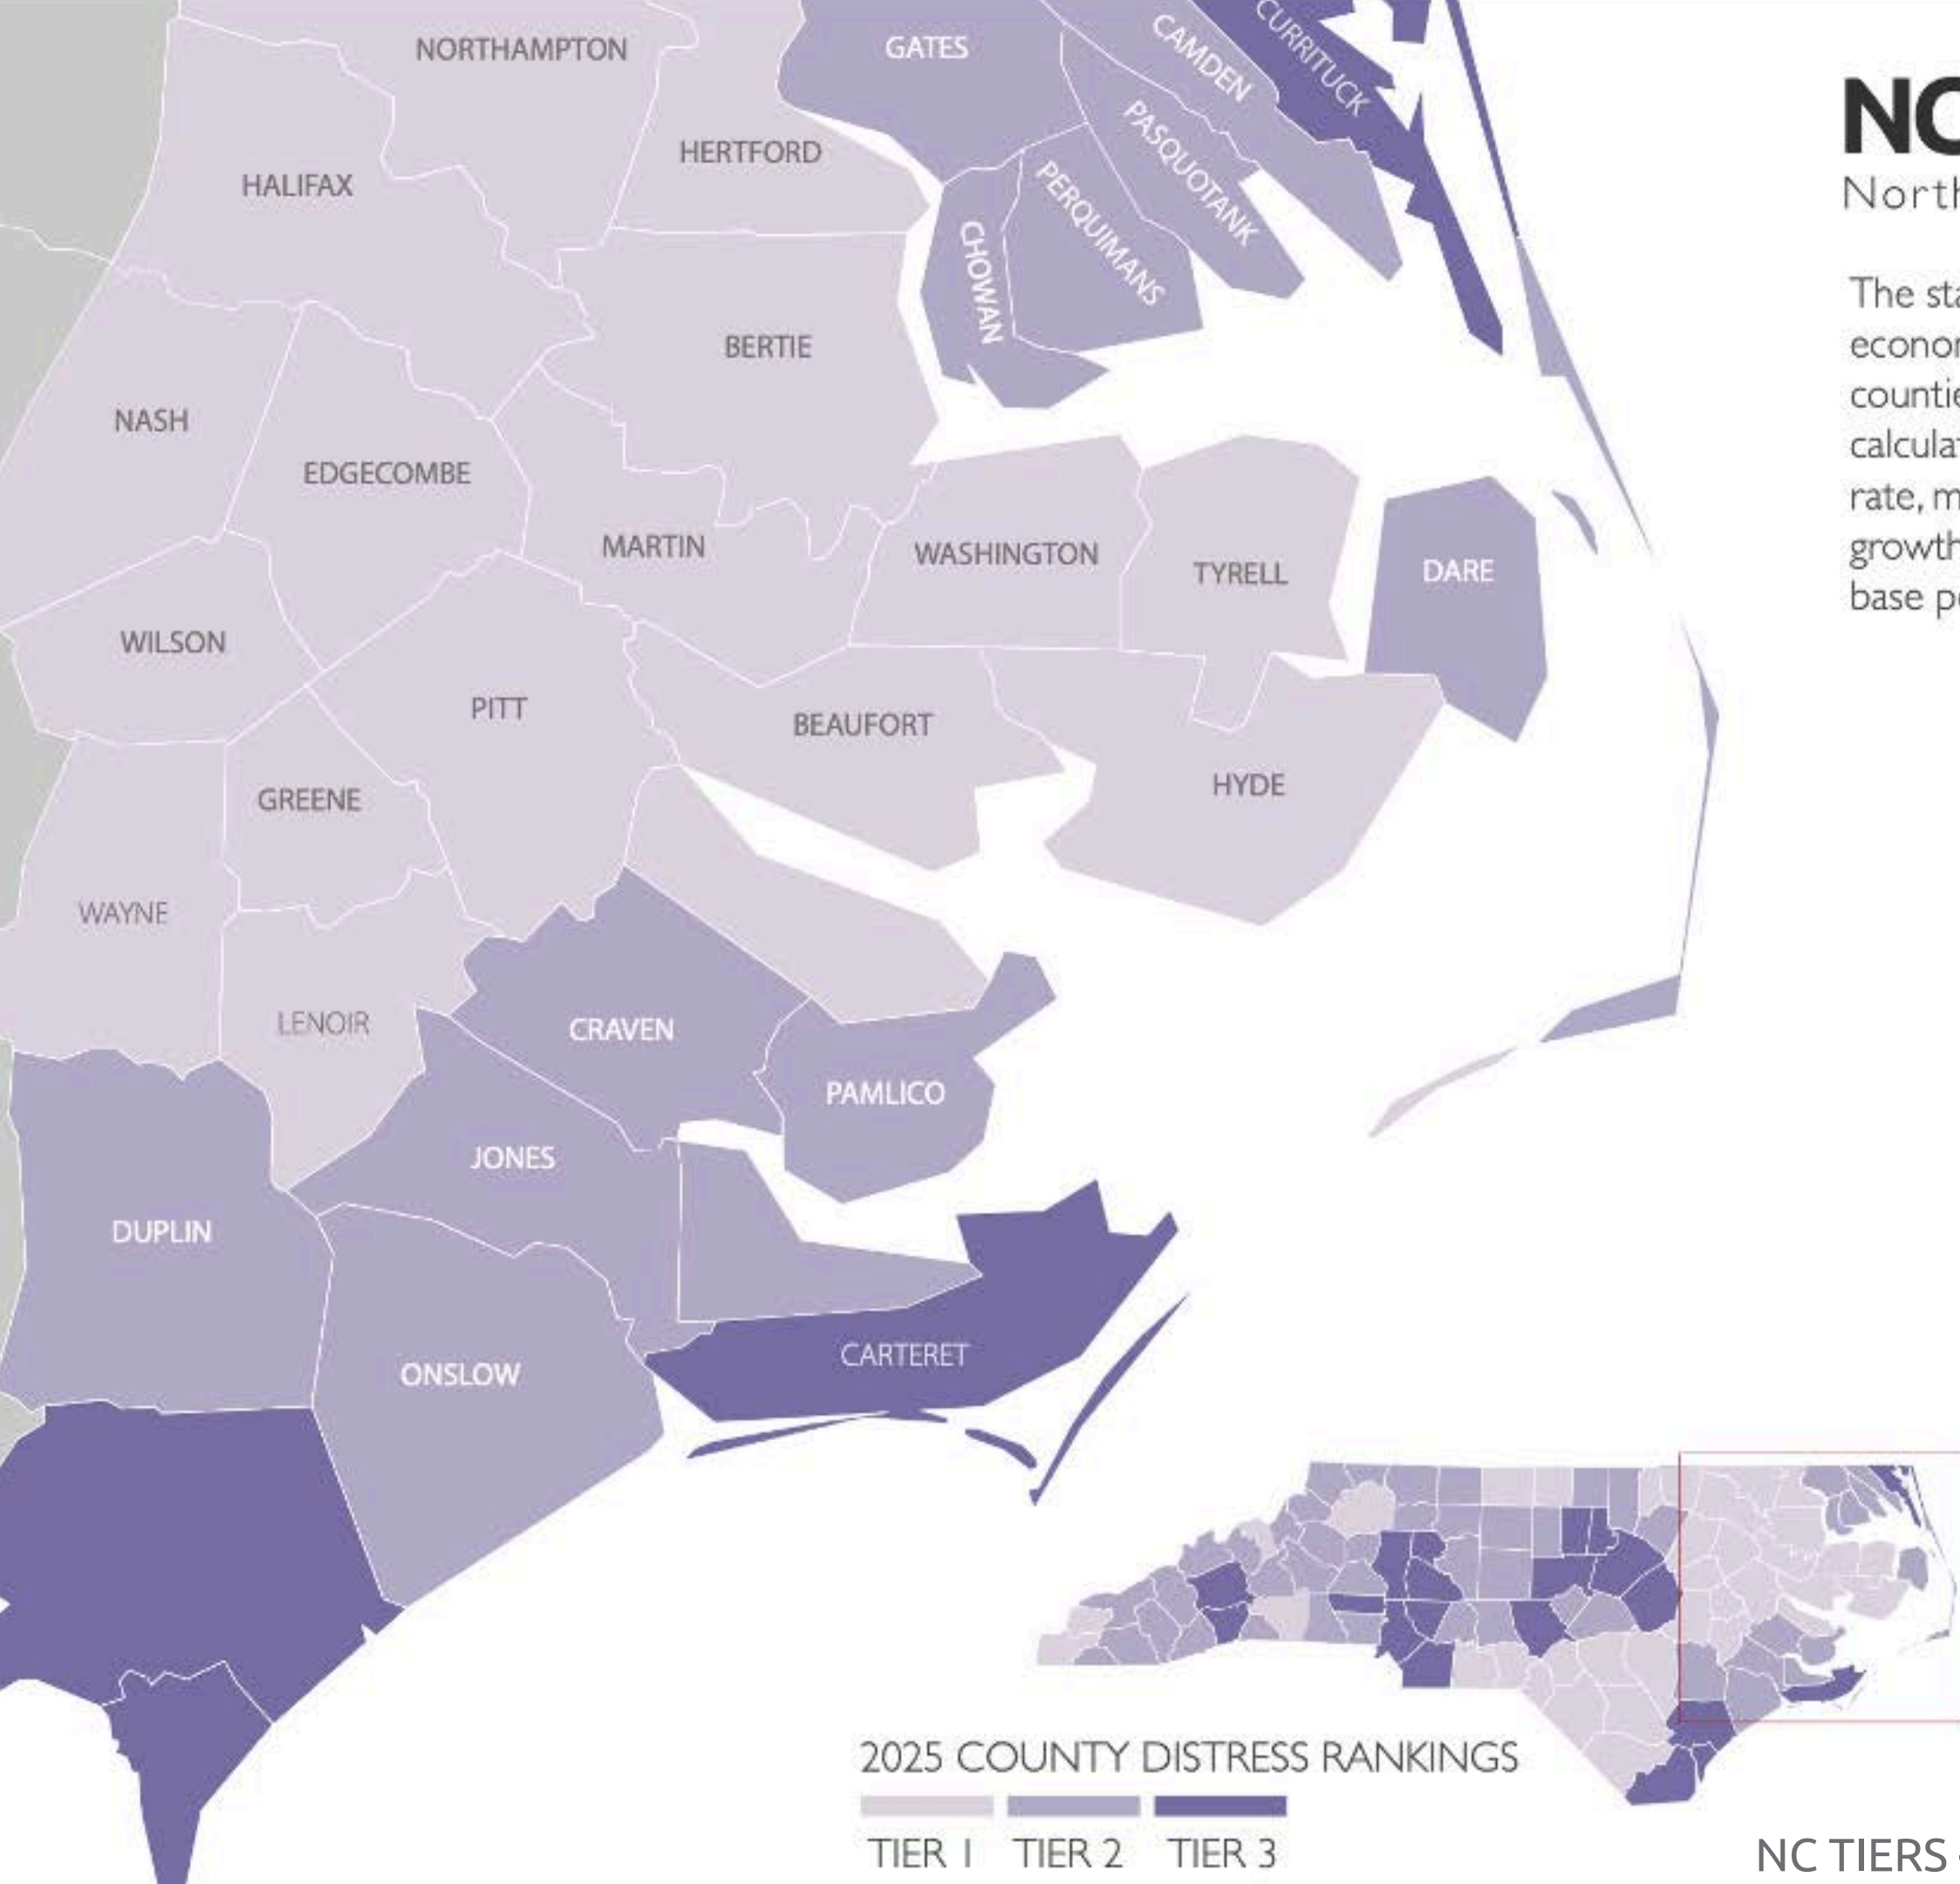 NORTHAMPTON
GATES
CAMDEN
CURRITUCK
HERTFORD
PASQUOTANK
HALIFAX
PERQUIMANS
CHOWAN
BERTIE
NASH
EDGECOMBE
MARTIN
WASHINGTON
TYRELL
DARE
WILSON
PITT
BEAUFORT
HYDE
GREENE
WAYNE
LENOIR
CRAVEN
PAMLICO
JONES
DUPLIN
CARTERET
ONSLOW
NC
North
The sta
econor
countie
calculat
rate, m
growth
base p
2025 COUNTY DISTRESS RANKINGS
TIER 1 TIER 2 TIER 3
NC TIERS